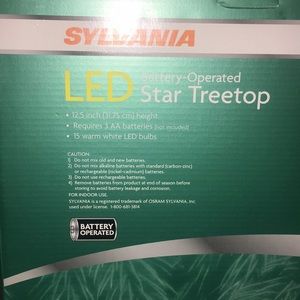 SYLVANIA
LED Battery-Operated
Star Treetop
• 12.5 inch (31.75 cm) height
• Requires 3 AA batteries (not included)
• 15 warm white LED bulbs
CAUTION:
1) Do not mix old and new batteries.
2) Do not mix alkaline batteries with standard (carbon-zinc)
or rechargeable (nickel-cadmium) batteries.
3) Do not use rechargeable batteries.
4) Remove batteries from product at end of season before
storing to avoid battery leakage and corrosion.
FOR INDOOR USE.
SYLVANIA is a registered trademark of OSRAM SYLVANIA, Inc.
used under license. 1-800-681-3814
BATTERY
OPERATED